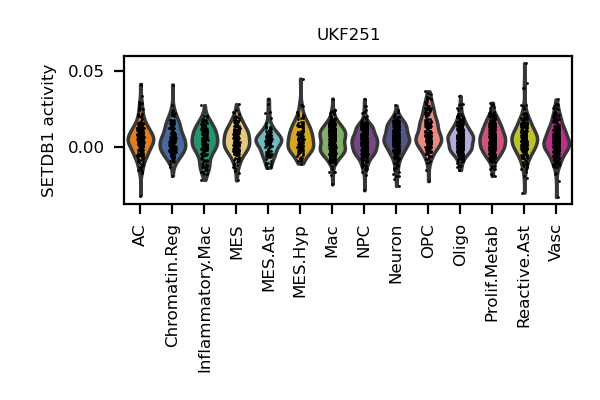 UKF251
SETDB1 activity
0.05
0.00
AC
Chromatin.Reg
Inflammatory.Mac
MES
MES.Ast
MES.Hyp
Mac
NPC
Neuron
OPC
Oligo
Prolif.Metab
Reactive.Ast
Vasc